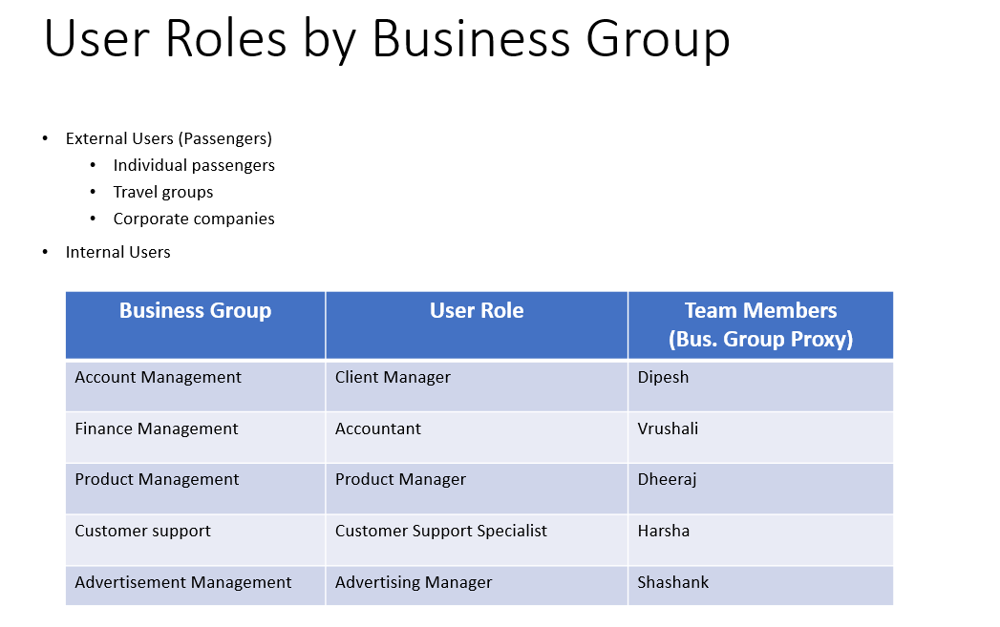 User Roles by Business Group
• External Users (Passengers)
• Individual passengers
• Travel groups
• Corporate companies
• Internal Users
Business Group User Role Team Members
(Bus. Group Proxy)
Account Management Client Manager Dipesh
Finance Management Accountant Vrushali
Product Management Product Manager Dheeraj
Customer support Customer Support Specialist Harsha
Advertisement Management Advertising Manager Shashank